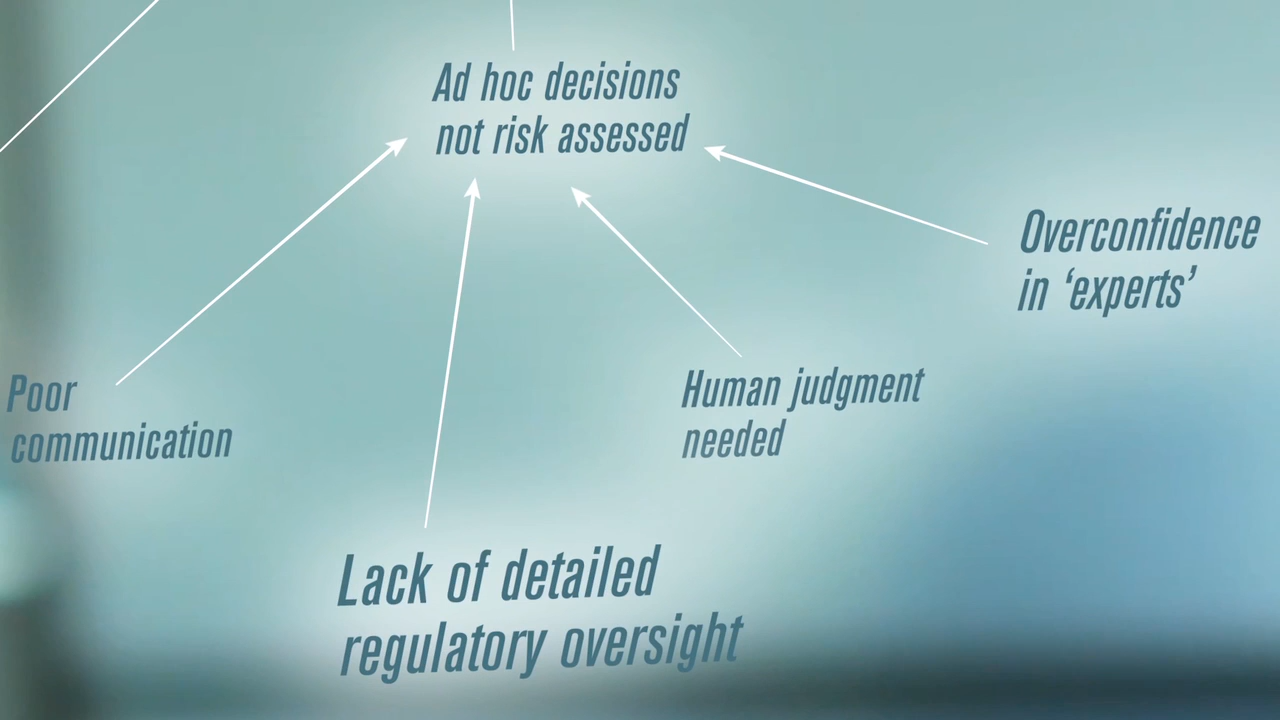 Ad hoc decisions
not risk assessed
Overconfidence
in ‘experts’
Poor
communication
Human judgment
needed
Lack of detailed
regulatory oversight